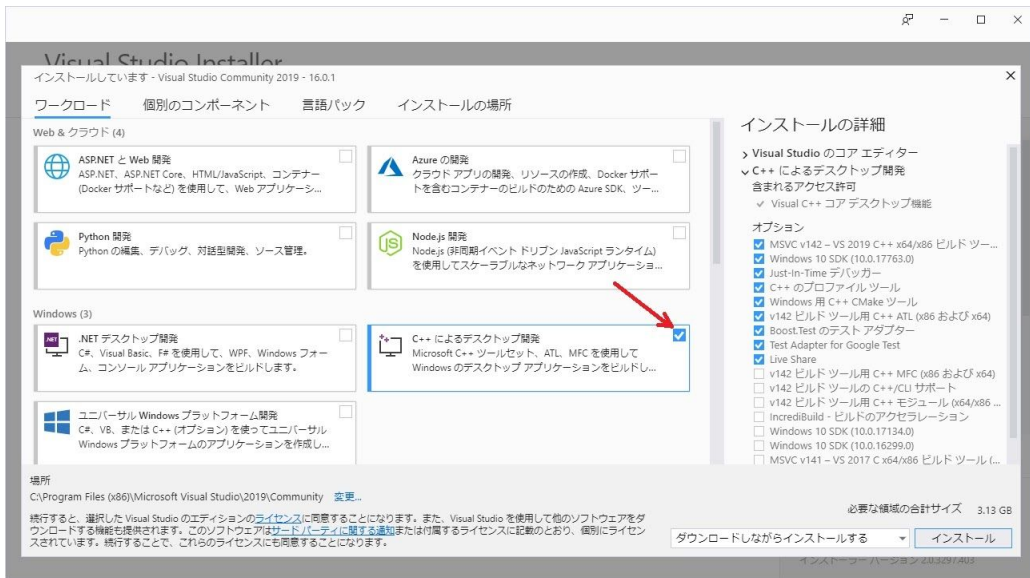 Visual Studio Installer
インストールしています - Visual Studio Community 2019 - 16.0.1
ワークロード 個別のコンポーネント 言語パック インストールの場所
Web & クラウド (4)
ASP.NET と Web 開発
ASP.NET、ASP.NET Core、HTML/JavaScript、コンテナー
(Docker サポートなど) を使用して、Web アプリケーシ...
Azure の開発
クラウド アプリの開発、リソースの作成、Docker サポー
トを含むコンテナーのビルドのための Azure SDK、ツー...
Python 開発
Python の編集、デバッグ、対話型開発、ソース管理。
Node.js 開発
Node.js (非同期イベント ドリブン JavaScript ランタイム)
を使用してスケーラブルなネットワーク アプリケーショ...
Windows (3)
.NET デスクトップ開発
C#、Visual Basic、F# を使用して、WPF、Windows フォー
ム、コンソール アプリケーションをビルドします。
C++ によるデスクトップ開発
Microsoft C++ ツールセット、ATL、MFC を使用して
Windows のデスクトップ アプリケーションをビルドし...
ユニバーサル Windows プラットフォーム開発
C#、VB、または C++ (オプション) を使ってユニバーサル
Windows プラットフォームのアプリケーションを作成し...
インストールの詳細
Visual Studio のコア エディター
C++ によるデスクトップ開発
含まれるアクセス許可
Visual C++ コア デスクトップ機能
オプション
MSVC v142 – VS 2019 C++ x64/x86 ビルド ツー...
Windows 10 SDK (10.0.17763.0)
Just-In-Time デバッガー
C++ のプロファイル ツール
Windows 用 C++ CMake ツール
v142 ビルド ツール用 C++ ATL (x86 および x64)
Boost.Test のテスト アダプター
Test Adapter for Google Test
Live Share
v142 ビルド ツール用 C++ MFC (x86 および x64)
v142 ビルド ツールの C++/CLI サポート
v142 ビルド ツール用 C++ モジュール (x64/x86 ...
IncrediBuild - ビルドのアクセラレーション
Windows 10 SDK (10.0.17134.0)
Windows 10 SDK (10.0.16299.0)
MSVC v141 – VS 2017 C x64/x86 ビルド ツール (...
場所
C:\Program Files (x86)\Microsoft Visual Studio\2019\Community 変更...
続行すると、選択した Visual Studio のエディションのライセンスに同意することになります。また、Visual Studio を使用して他のソフトウェアをダ
ウンロードする機能も提供されます。このソフトウェアはサード パーティに関する通知または付属するライセンスに記載のとおり、個別にライセン
スされています。続行することで、これらのライセンスにも同意することになります。
必要な領域の合計サイズ 3.13 GB
ダウンロードしながらインストールする インストール
インストーラー バージョン 2.0.3297.403